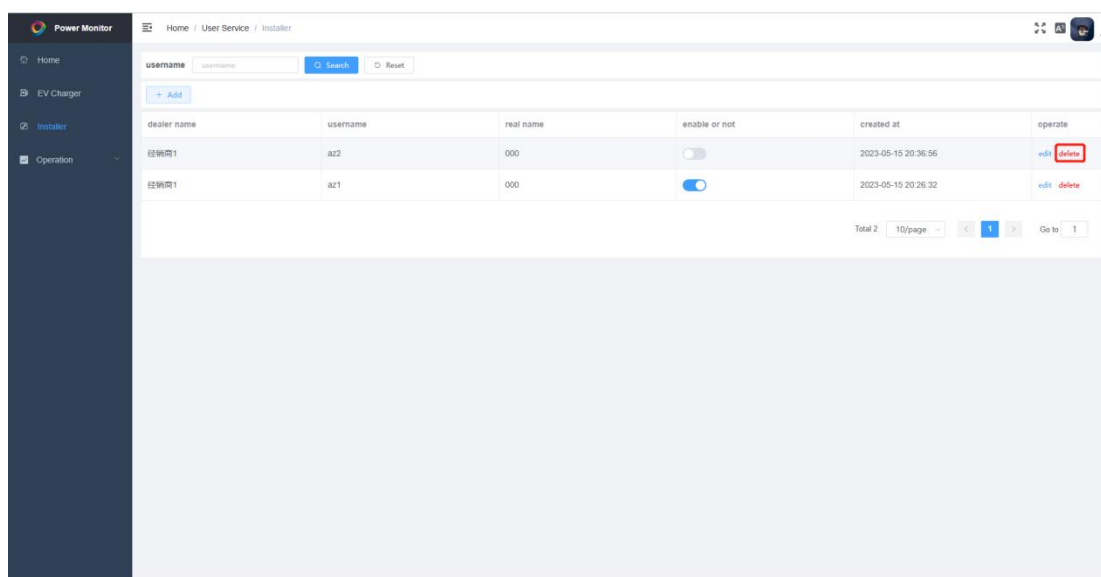 Power Monitor
Home / User Service / Installer
Home
EV Charger
Installer
Operation
username username Search Reset
+ Add
dealer name username real name enable or not created at operate
经销商1 az2 000 2023-05-15 20:36:56 edit delete
经销商1 az1 000 2023-05-15 20:26:32 edit delete
Total 2 10/page < 1 > Go to 1